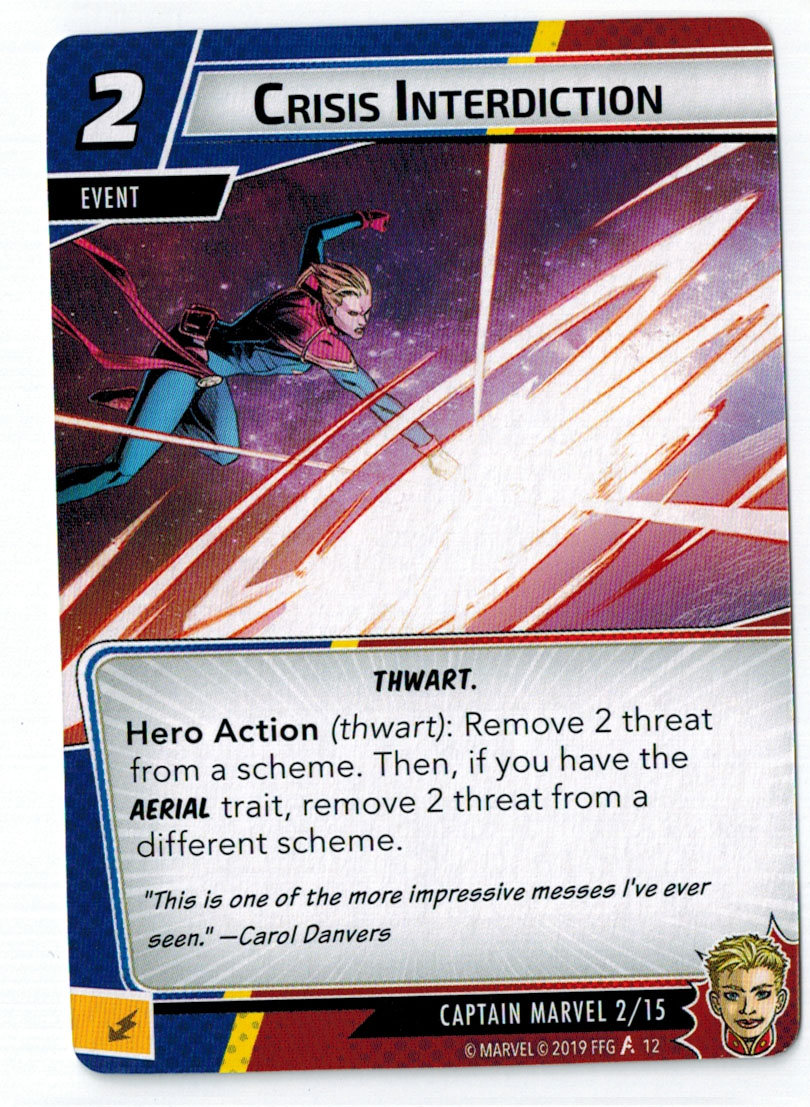 2
CRISIS INTERDICTION
EVENT
THWART.
Hero Action (thwart): Remove 2 threat
from a scheme. Then, if you have the
AERIAL trait, remove 2 threat from a
different scheme.
"This is one of the more impressive messes I've ever
seen." —Carol Danvers
CAPTAIN MARVEL 2/15
© MARVEL © 2019 FFG 12